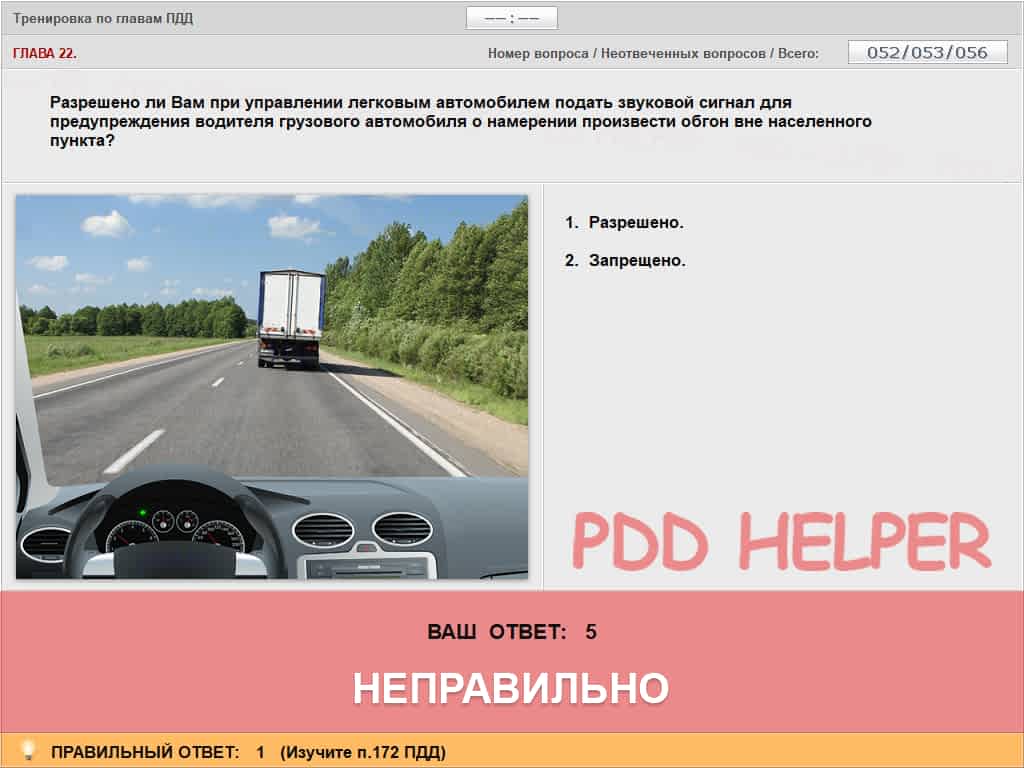 Тренировка по главам ПДД
—— : ——
ГЛАВА 22.
Номер вопроса / Неотвеченных вопросов / Всего:
052/053/056
Разрешено ли Вам при управлении легковым автомобилем подать звуковой сигнал для
предупреждения водителя грузового автомобиля о намерении произвести обгон вне населенного
пункта?
1. Разрешено.
2. Запрещено.
PDD HELPER
ВАШ ОТВЕТ: 5
НЕПРАВИЛЬНО
ПРАВИЛЬНЫЙ ОТВЕТ: 1 (Изучите п.172 ПДД)